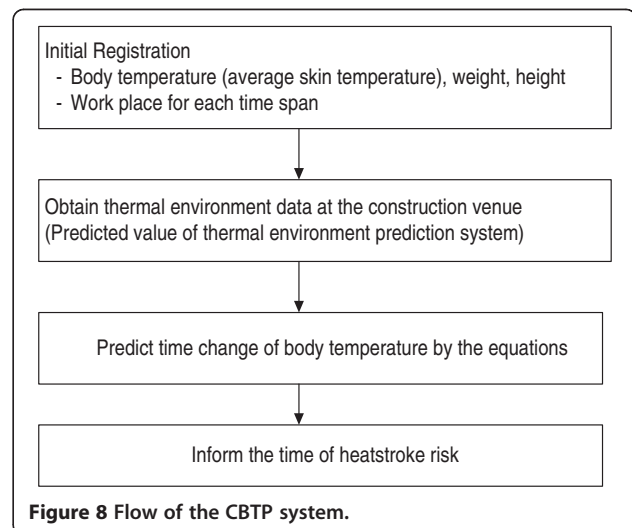 Initial Registration
- Body temperature (average skin temperature), weight, height
- Work place for each time span
Obtain thermal environment data at the construction venue
(Predicted value of thermal environment prediction system)
Predict time change of body temperature by the equations
Inform the time of heatstroke risk
Figure 8 Flow of the CBTP system.